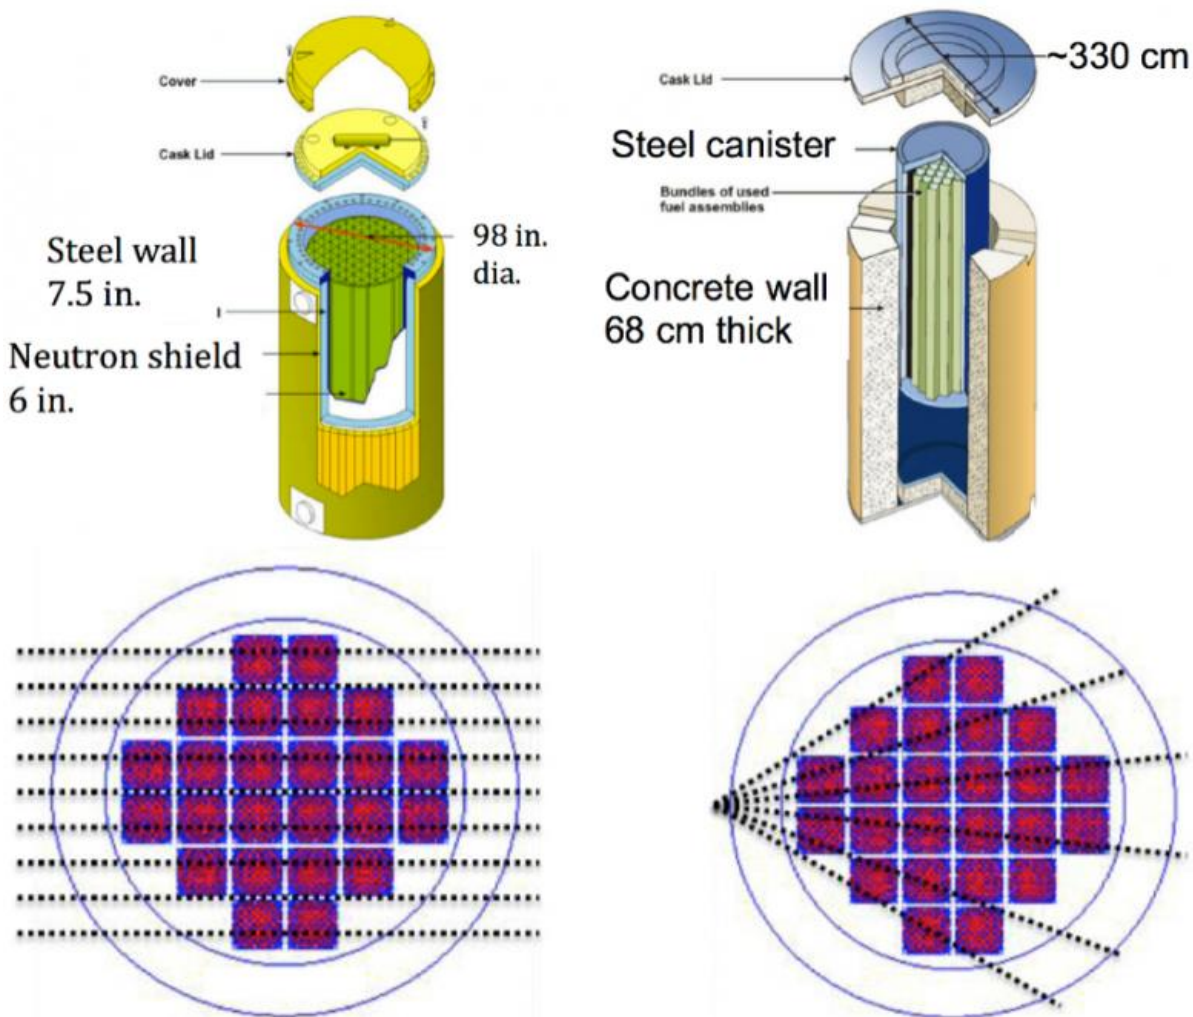 Cover
Cask Lid
Steel wall
7.5 in.
98 in.
dia.
Neutron shield
6 in.
~330 cm
Cask Lid
Steel canister
Bundles of used
fuel assemblies
Concrete wall
68 cm thick